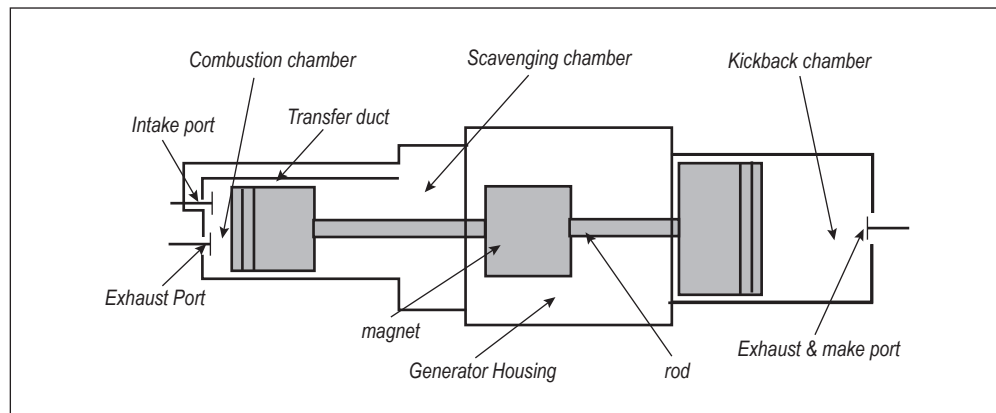 Combustion chamber
Scavenging chamber
Kickback chamber
Intake port
Transfer duct
Exhaust Port
magnet
Generator Housing
rod
Exhaust & make port